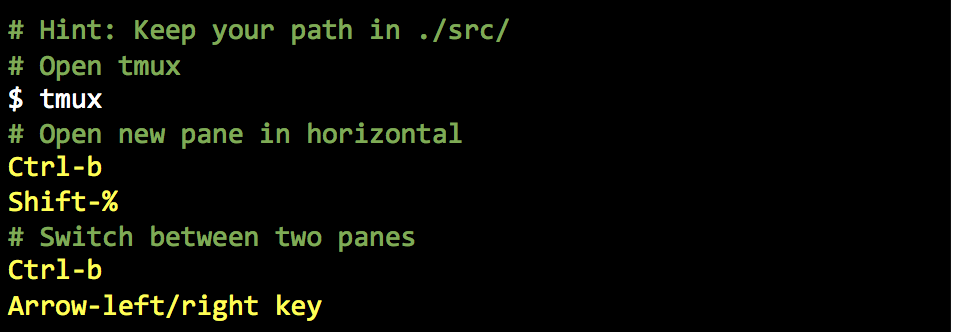 # Hint: Keep your path in ./src/
# Open tmux
$ tmux
# Open new pane in horizontal
Ctrl-b
Shift-%
# Switch between two panes
Ctrl-b
Arrow-left/right key